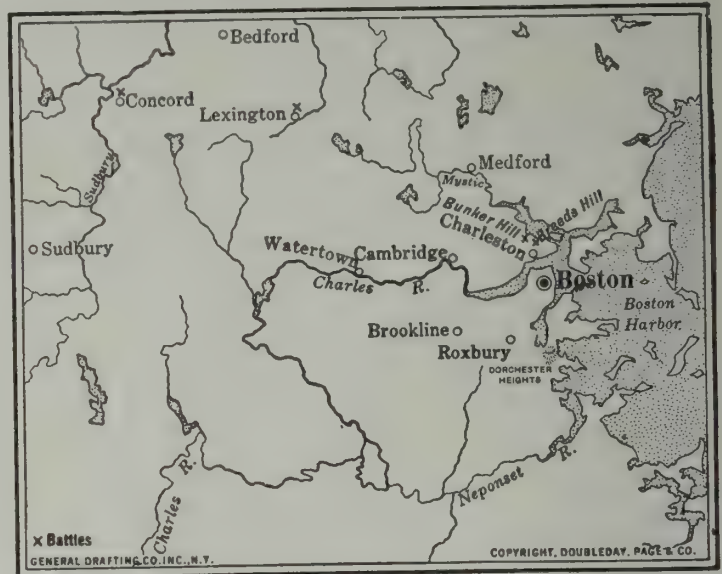 Bedford
x
Concord
x
Lexington
Sudbury
Medford
Mystic
Bunker Hill x
Breeds Hill
Charleston
Sudbury
Watertown
Cambridge
Charles R.
Boston
Boston
Harbor
Brookline
Roxbury
DORCHESTER
HEIGHTS
Charles R.
Neponset R.
x Battles
GENERAL DRAFTING CO. INC., N.Y.
COPYRIGHT, DOUBLEDAY, PAGE & CO.